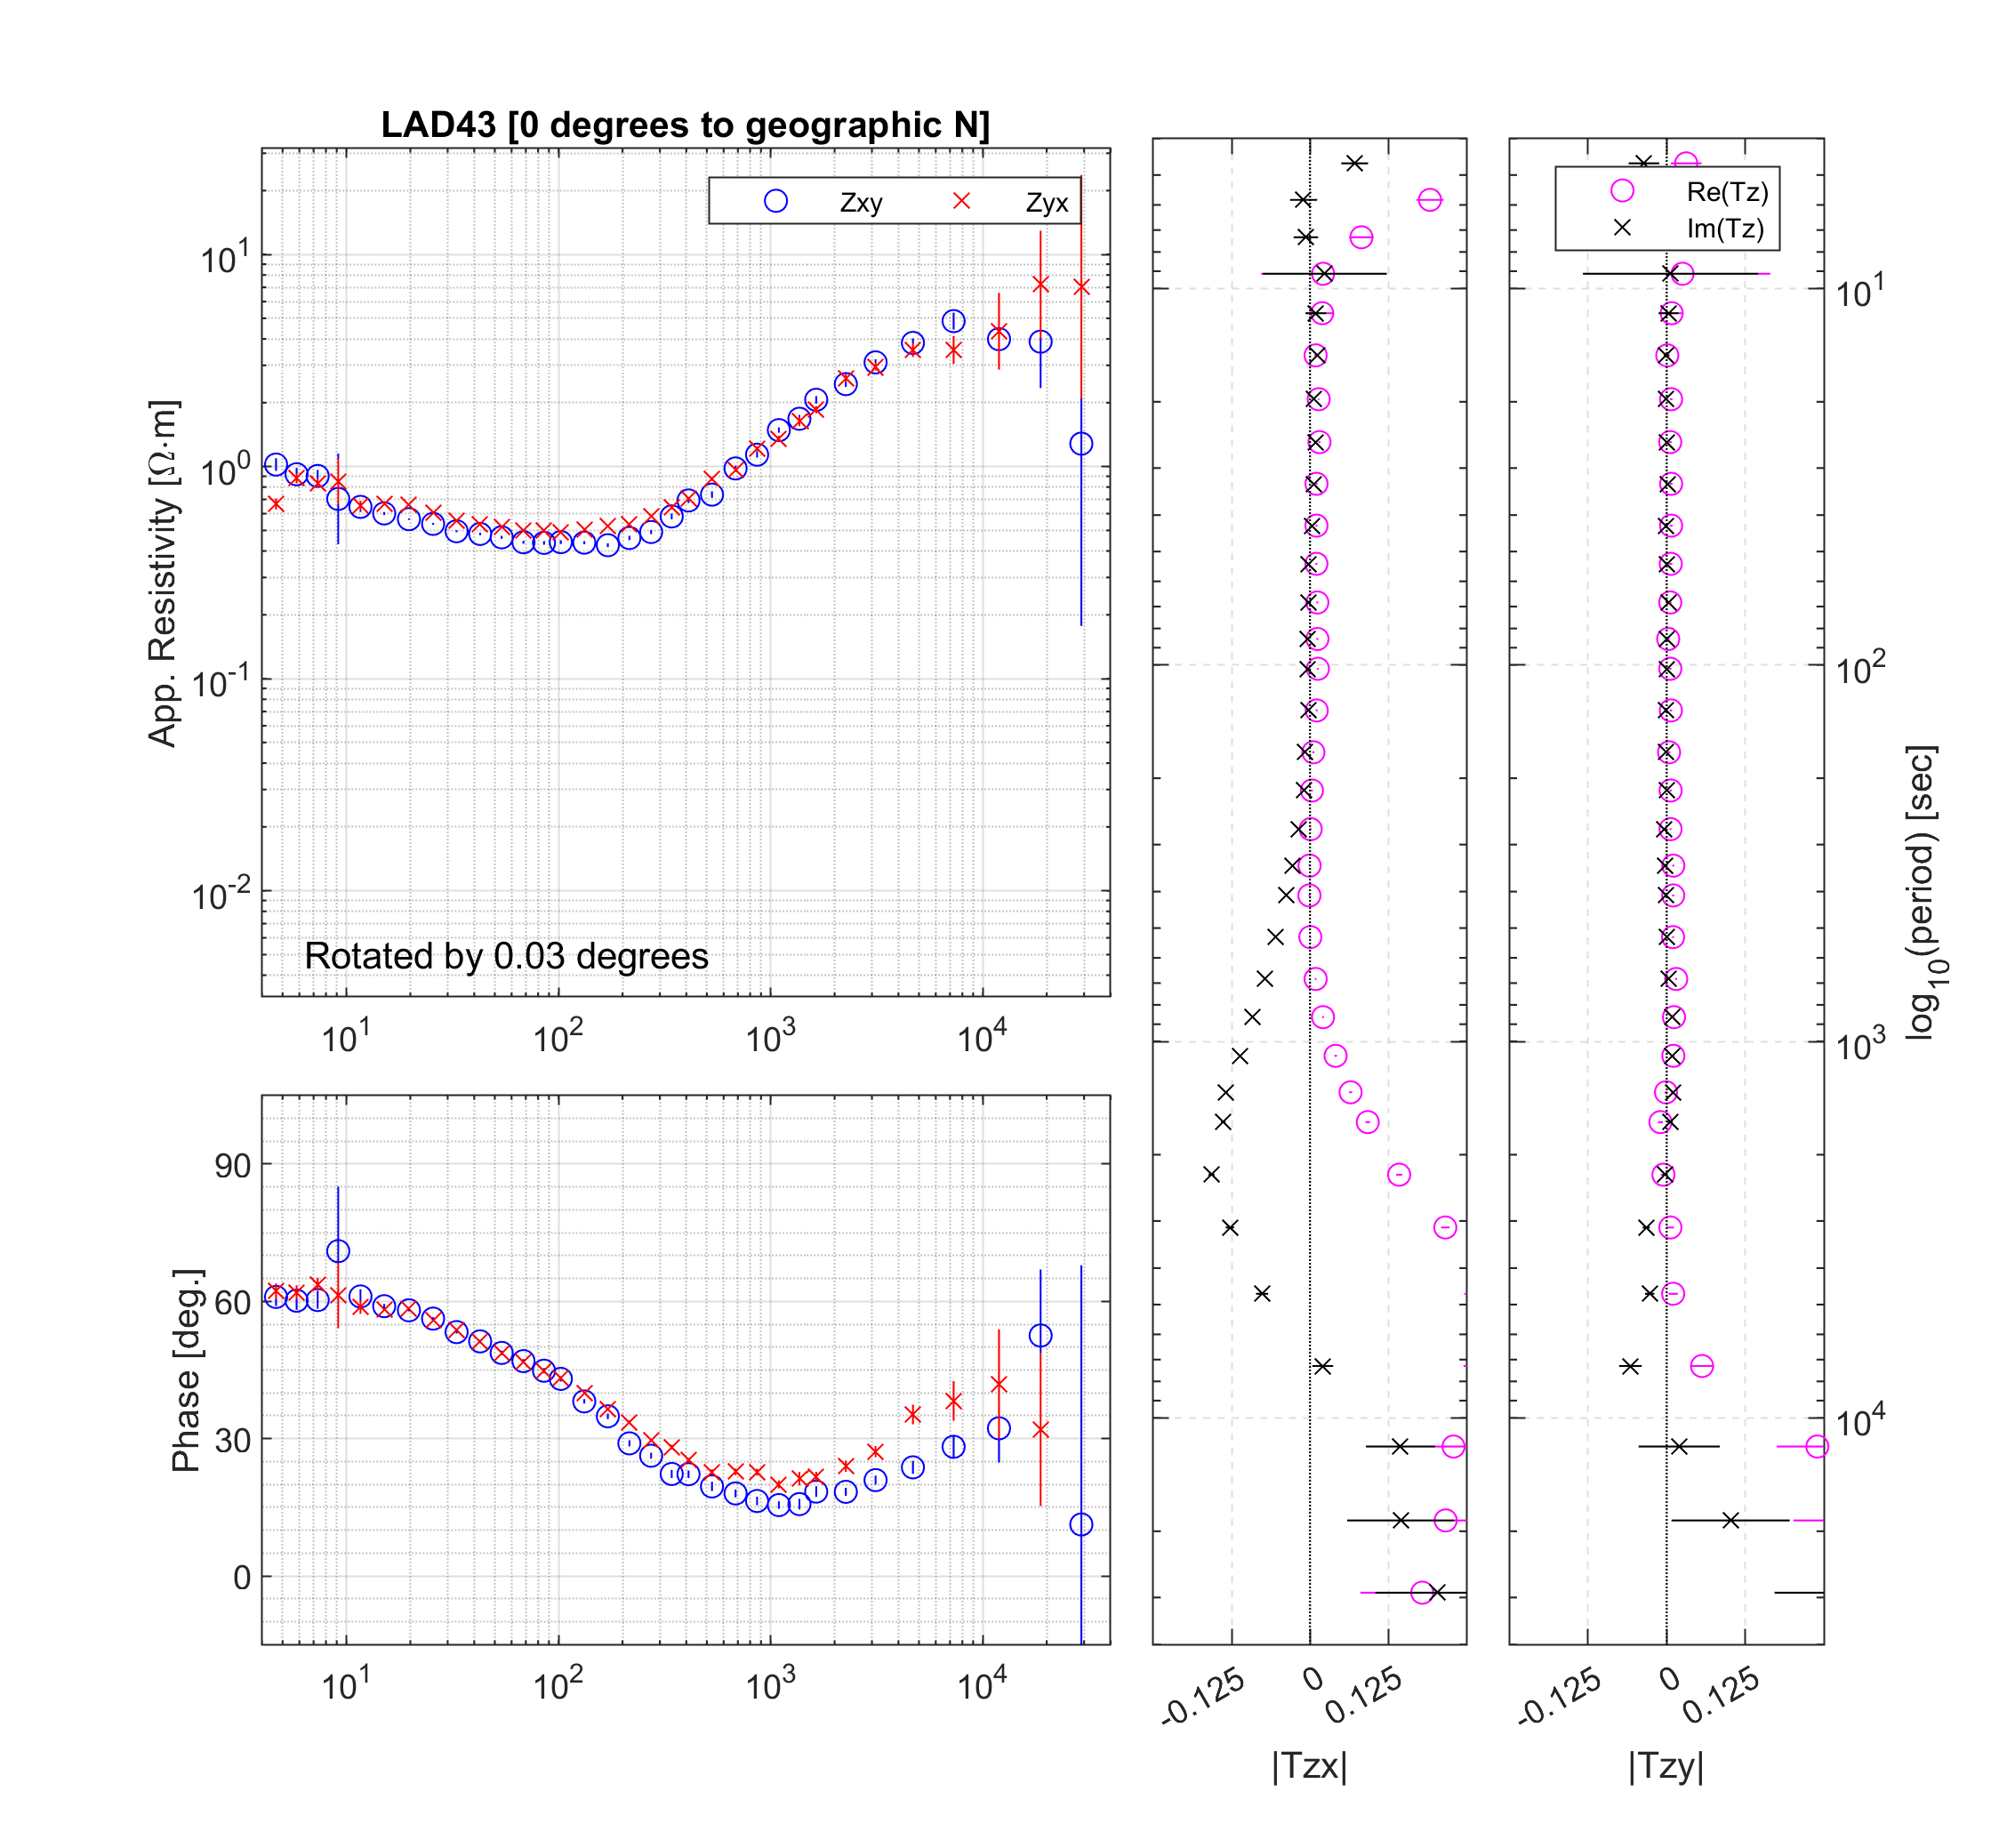 LAD43 [0 degrees to geographic N]
Zxy Zyx
App. Resistivity [Ω·m]
10^1
10^0
10^-1
10^-2
Rotated by 0.03 degrees
10^1 10^2 10^3 10^4
Phase [deg.]
90
60
30
0
10^1 10^2 10^3 10^4
-0.125 0 0.125
|Tzx|
Re(Tz)
Im(Tz)
10^1
10^2
10^3
10^4
log10(period) [sec]
-0.125 0 0.125
|Tzy|